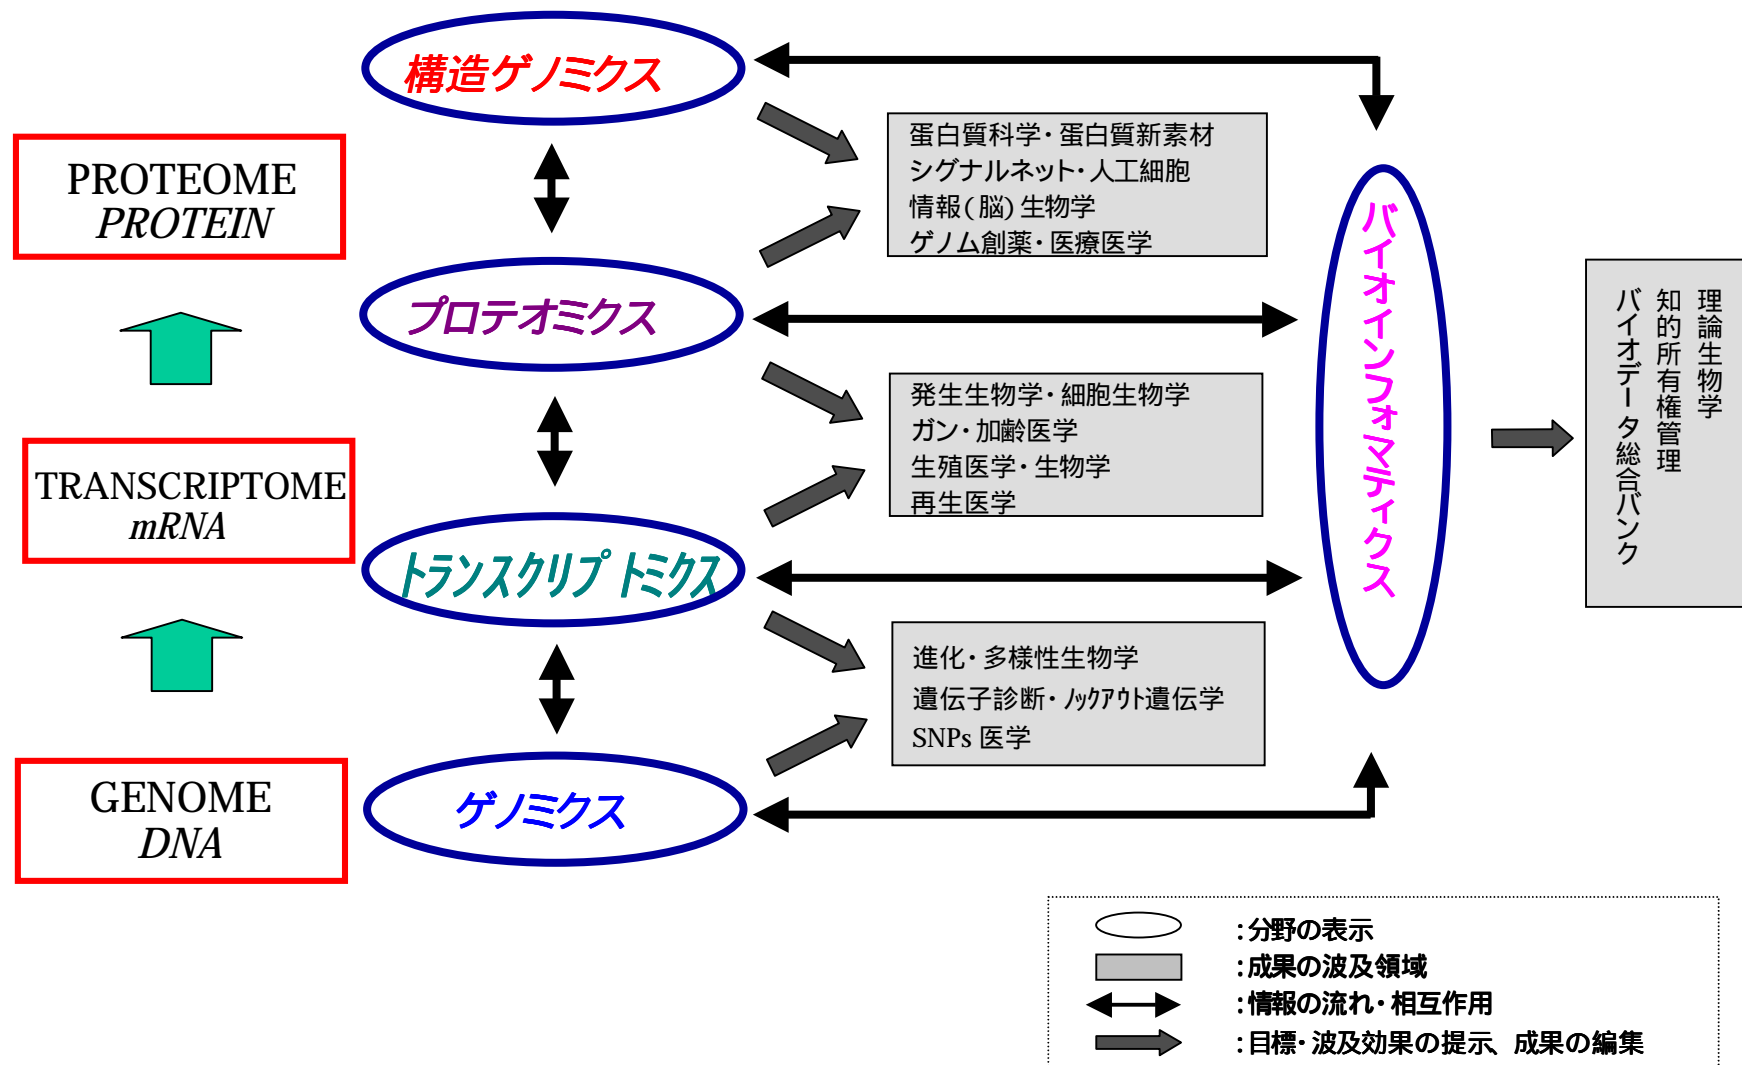 構造ゲノミクス
PROTEOME
PROTEIN
蛋白質科学・蛋白質新素材
シグナルネット・人工細胞
情報(脳)生物学
ゲノム創薬・医療医学
プロテオミクス
バイオインフォマティクス
理論生物学
知的所有権管理
バイオデータ総合バンク
発生生物学・細胞生物学
ガン・加齢医学
生殖医学・生物学
再生医学
TRANSCRIPTOME
mRNA
トランスクリプトミクス
進化・多様性生物学
遺伝子診断・ノックアウト遺伝学
SNPs 医学
GENOME
DNA
ゲノミクス
:分野の表示
:成果の波及領域
:情報の流れ・相互作用
:目標・波及効果の提示、成果の編集